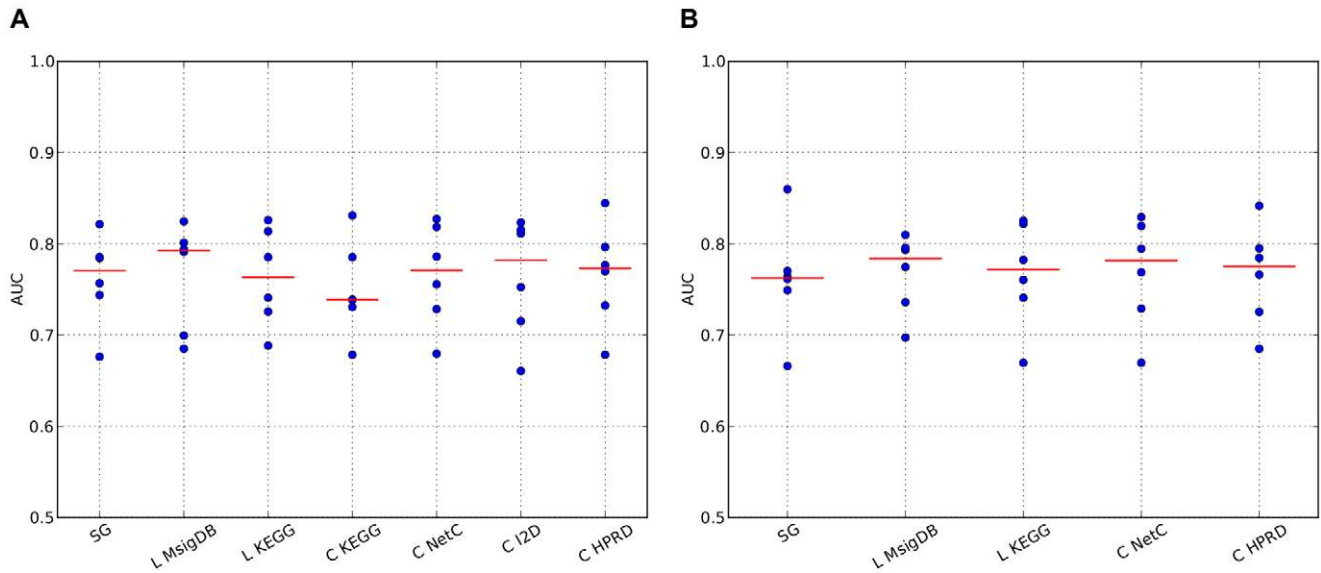 A
AUC
1.0
0.9
0.8
0.7
0.6
0.5
SG
L MsigDB
L KEGG
C KEGG
C NetC
C I2D
C HPRD
B
AUC
1.0
0.9
0.8
0.7
0.6
0.5
SG
L MsigDB
L KEGG
C NetC
C HPRD